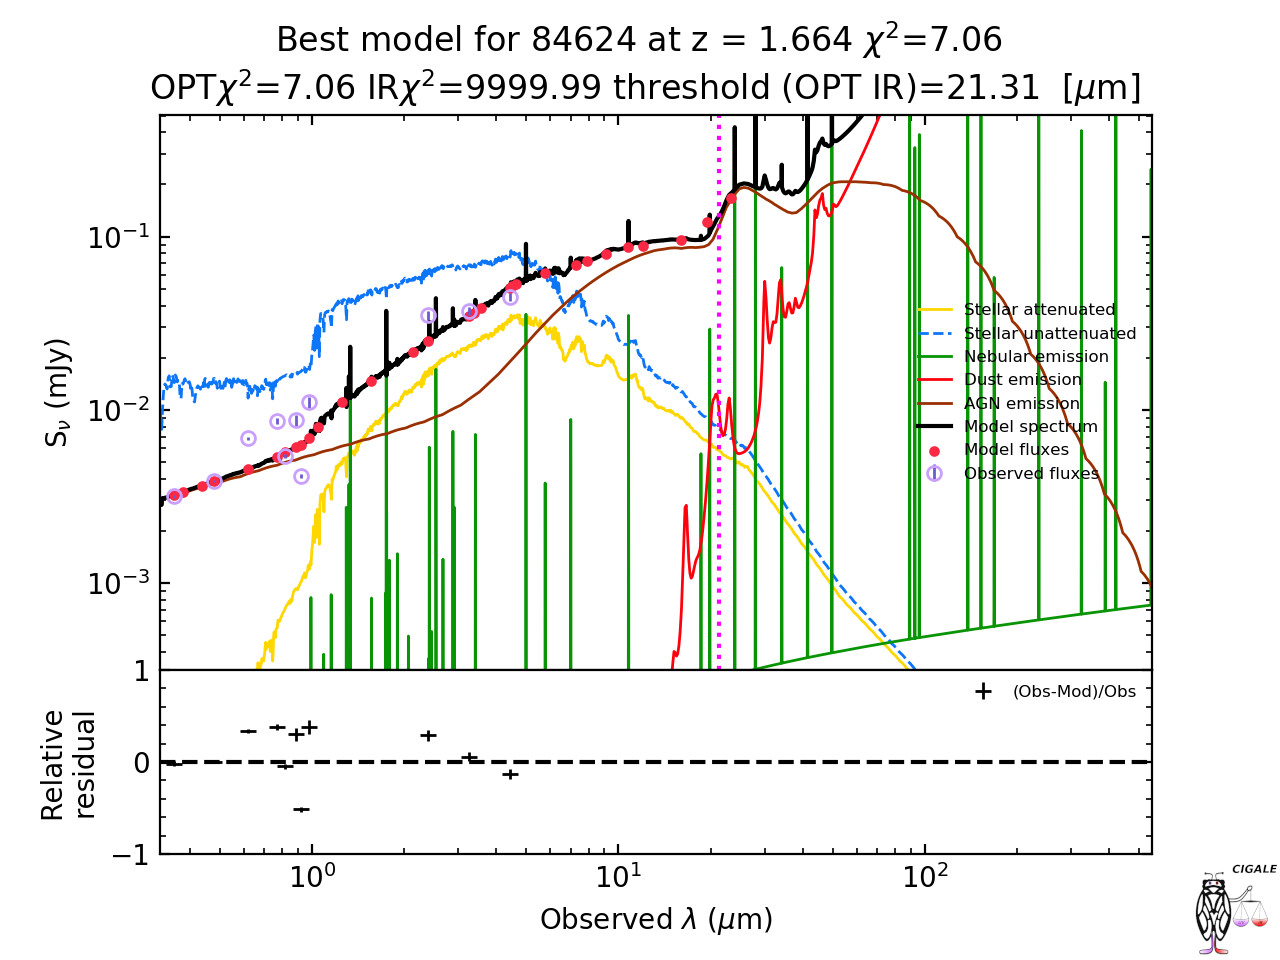 Best model for 84624 at z = 1.664 χ²=7.06
OPTχ²=7.06 IRχ²=9999.99 threshold (OPT IR)=21.31 [μm]
Sν (mJy)
10⁻¹
10⁻²
10⁻³
Stellar attenuated
Stellar unattenuated
Nebular emission
Dust emission
AGN emission
Model spectrum
Model fluxes
Observed fluxes
Relative
residual
1
0
−1
(Obs-Mod)/Obs
10⁰
10¹
10²
Observed λ (μm)
CIGALE